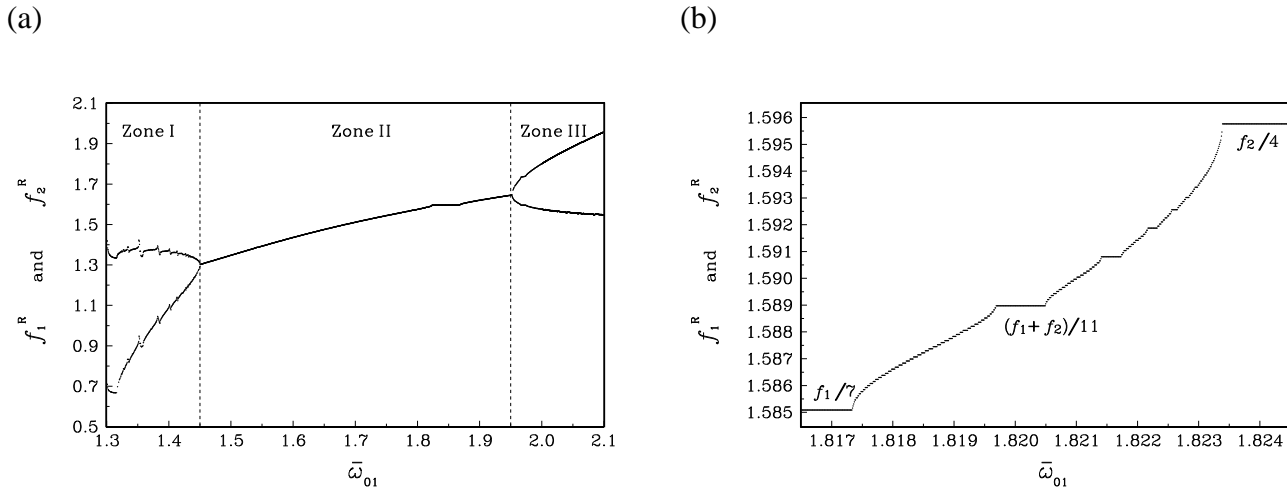 (a)
(b)
f₁ᴿ and f₂ᴿ
2.1
1.9
1.7
1.5
1.3
1.1
0.9
0.7
0.5
Zone I
Zone II
Zone III
1.3 1.4 1.5 1.6 1.7 1.8 1.9 2.0 2.1
ω̄₀₁
f₁ᴿ and f₂ᴿ
1.596
1.595
1.594
1.593
1.592
1.591
1.590
1.589
1.588
1.587
1.586
1.585
f₂/4
(f₁+f₂)/11
f₁/7
1.817 1.818 1.819 1.820 1.821 1.822 1.823 1.824
ω̄₀₁